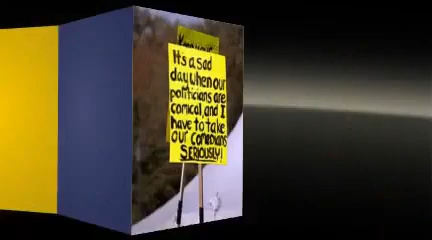 It's a sad
day when our
politicians are
comical, and I
have to take
our comedians
SERIOUSLY!